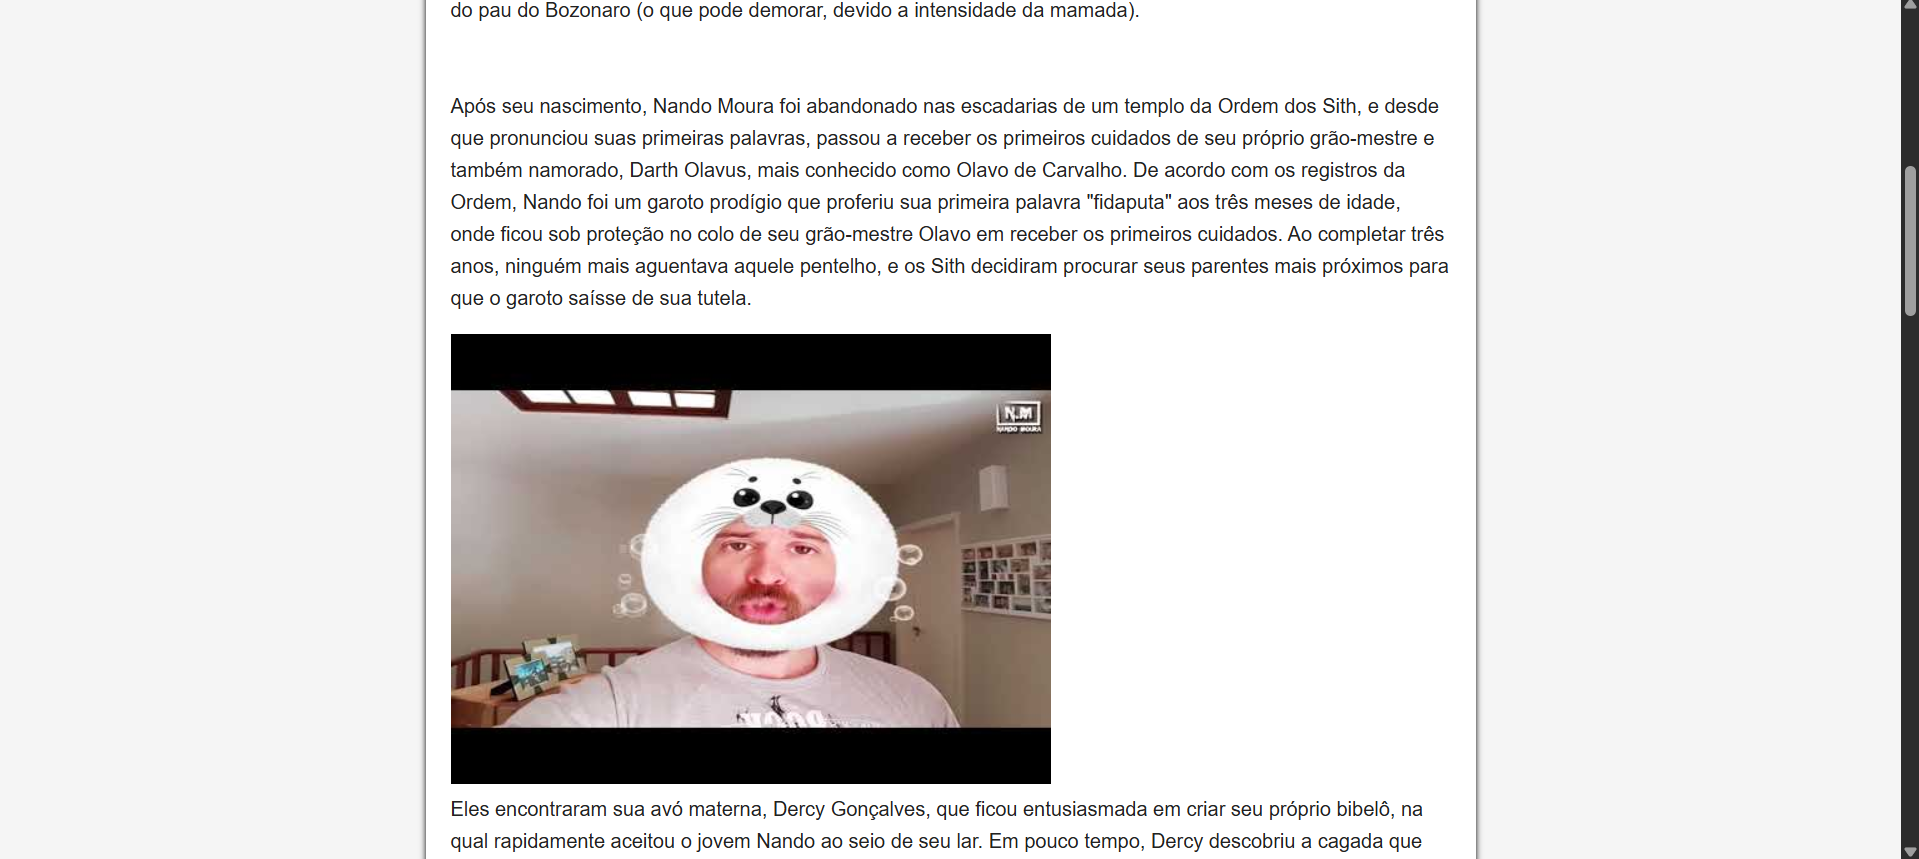 do pau do Bozonaro (o que pode demorar, devido a intensidade da mamada).
Após seu nascimento, Nando Moura foi abandonado nas escadarias de um templo da Ordem dos Sith, e desde
que pronunciou suas primeiras palavras, passou a receber os primeiros cuidados de seu próprio grão-mestre e
também namorado, Darth Olavus, mais conhecido como Olavo de Carvalho. De acordo com os registros da
Ordem, Nando foi um garoto prodígio que proferiu sua primeira palavra "fidaputa" aos três meses de idade,
onde ficou sob proteção no colo de seu grão-mestre Olavo em receber os primeiros cuidados. Ao completar três
anos, ninguém mais aguentava aquele pentelho, e os Sith decidiram procurar seus parentes mais próximos para
que o garoto saísse de sua tutela.
N.M
NANDO MOURA
Eles encontraram sua avó materna, Dercy Gonçalves, que ficou entusiasmada em criar seu próprio bibelô, na
qual rapidamente aceitou o jovem Nando ao seio de seu lar. Em pouco tempo, Dercy descobriu a cagada que